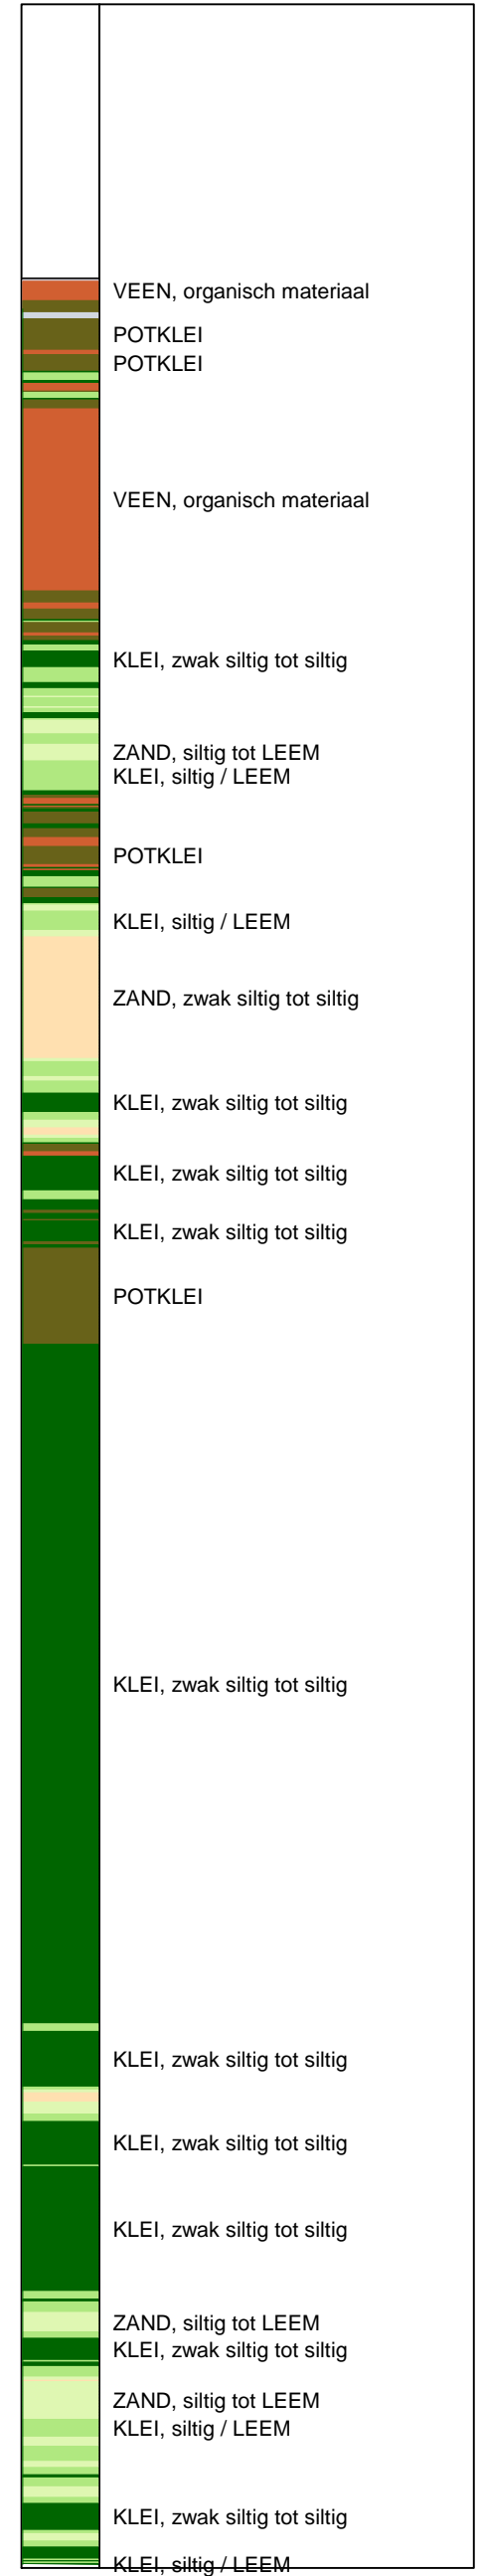 VEEN, organisch materiaal
POTKLEI
POTKLEI
VEEN, organisch materiaal
KLEI, zwak siltig tot siltig
ZAND, siltig tot LEEM
KLEI, siltig / LEEM
POTKLEI
KLEI, siltig / LEEM
ZAND, zwak siltig tot siltig
KLEI, zwak siltig tot siltig
KLEI, zwak siltig tot siltig
KLEI, zwak siltig tot siltig
POTKLEI
KLEI, zwak siltig tot siltig
KLEI, zwak siltig tot siltig
KLEI, zwak siltig tot siltig
KLEI, zwak siltig tot siltig
ZAND, siltig tot LEEM
KLEI, zwak siltig tot siltig
ZAND, siltig tot LEEM
KLEI, siltig / LEEM
KLEI, zwak siltig tot siltig
KLEI, siltig / LEEM